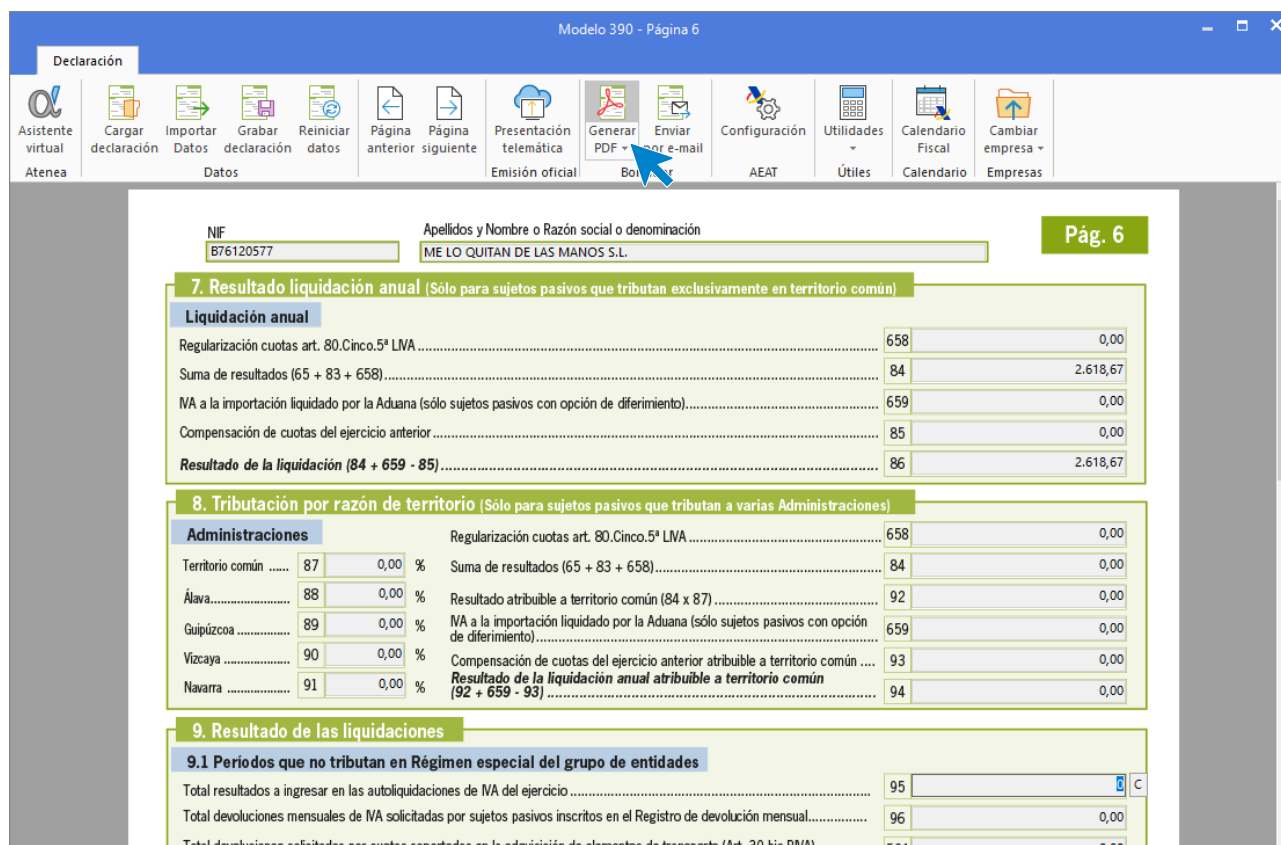 Modelo 390 - Página 6
Declaración
Asistente virtual
Cargar declaración
Importar Datos
Grabar declaración
Reiniciar datos
Página anterior
Página siguiente
Presentación telemática
Generar PDF
Enviar por e-mail
Configuración
Utilidades
Calendario Fiscal
Cambiar empresa
Atenea
Datos
Emisión oficial
AEAT
Útiles
Calendario
Empresas
NIF
Apellidos y Nombre o Razón social o denominación
Pág. 6
B76120577
ME LO QUITAN DE LAS MANOS S.L.
7. Resultado liquidación anual (Sólo para sujetos pasivos que tributan exclusivamente en territorio común)
Liquidación anual
Regularización cuotas art. 80.Cinco.5ª LIVA 658 0,00
Suma de resultados (65 + 83 + 658) 84 2.618,67
IVA a la importación liquidado por la Aduana (sólo sujetos pasivos con opción de diferimiento) 659 0,00
Compensación de cuotas del ejercicio anterior 85 0,00
Resultado de la liquidación (84 + 659 - 85) 86 2.618,67
8. Tributación por razón de territorio (Sólo para sujetos pasivos que tributan a varias Administraciones)
Administraciones
Territorio común ...... 87 0,00 %
Álava 88 0,00 %
Guipúzcoa 89 0,00 %
Vizcaya 90 0,00 %
Navarra 91 0,00 %
Regularización cuotas art. 80.Cinco.5ª LIVA 658 0,00
Suma de resultados (65 + 83 + 658) 84 0,00
Resultado atribuible a territorio común (84 x 87) 92 0,00
IVA a la importación liquidado por la Aduana (sólo sujetos pasivos con opción
de diferimiento) 659 0,00
Compensación de cuotas del ejercicio anterior atribuible a territorio común .... 93 0,00
Resultado de la liquidación anual atribuible a territorio común
(92 + 659 - 93) 94 0,00
9. Resultado de las liquidaciones
9.1 Períodos que no tributan en Régimen especial del grupo de entidades
Total resultados a ingresar en las autoliquidaciones de IVA del ejercicio 95 0 C
Total devoluciones mensuales de IVA solicitadas por sujetos pasivos inscritos en el Registro de devolución mensual 96 0,00